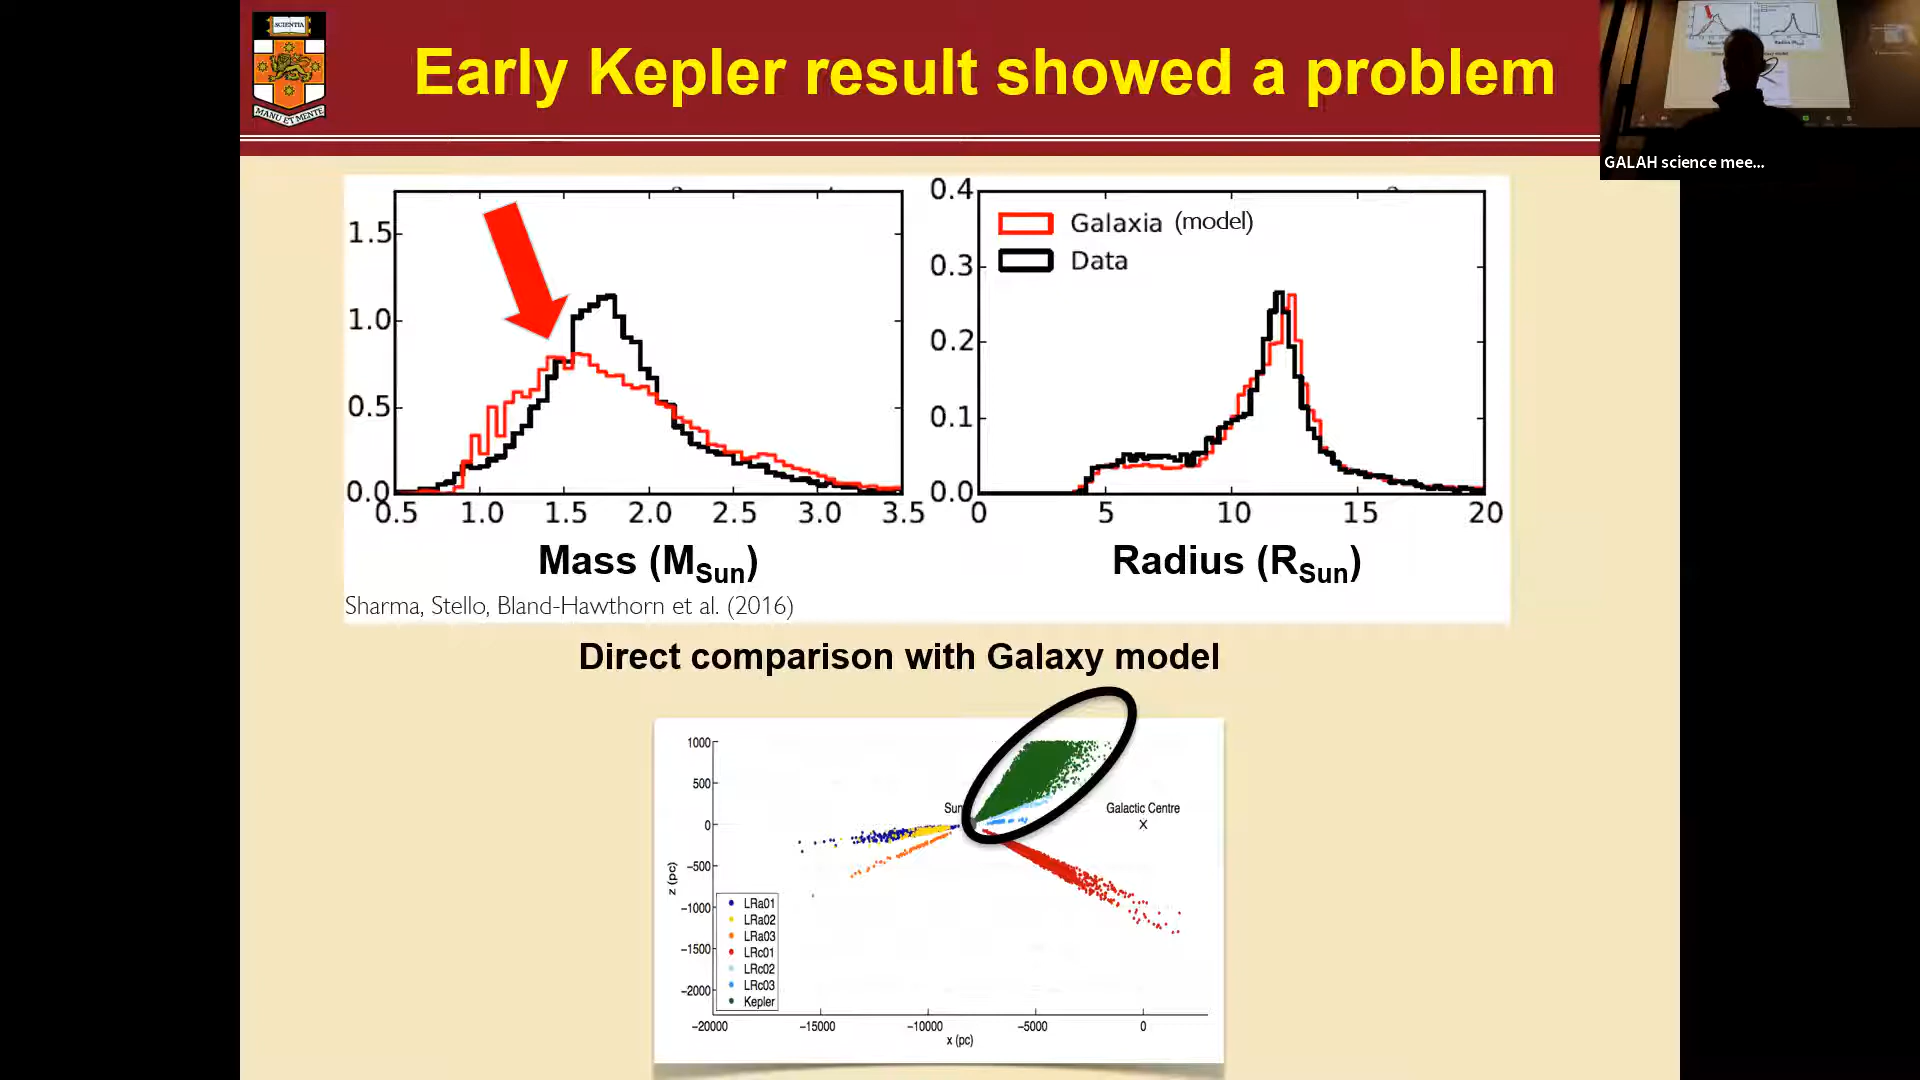 SCIENTIA
MANU ET MENTE
Early Kepler result showed a problem
GALAH science mee...
1.5
1.0
0.5
0.0
0.5 1.0 1.5 2.0 2.5 3.0 3.5
Mass (MSun)
0.4
0.3
0.2
0.1
0.0
Galaxia (model)
Data
0 5 10 15 20
Radius (RSun)
Sharma, Stello, Bland-Hawthorn et al. (2016)
Direct comparison with Galaxy model
1000
500
0
−500
−1000
−1500
−2000
z (pc)
Sun
Galactic Centre
X
LRa01
LRa02
LRa03
LRc01
LRc02
LRc03
Kepler
−20000 −15000 −10000 −5000 0
x (pc)